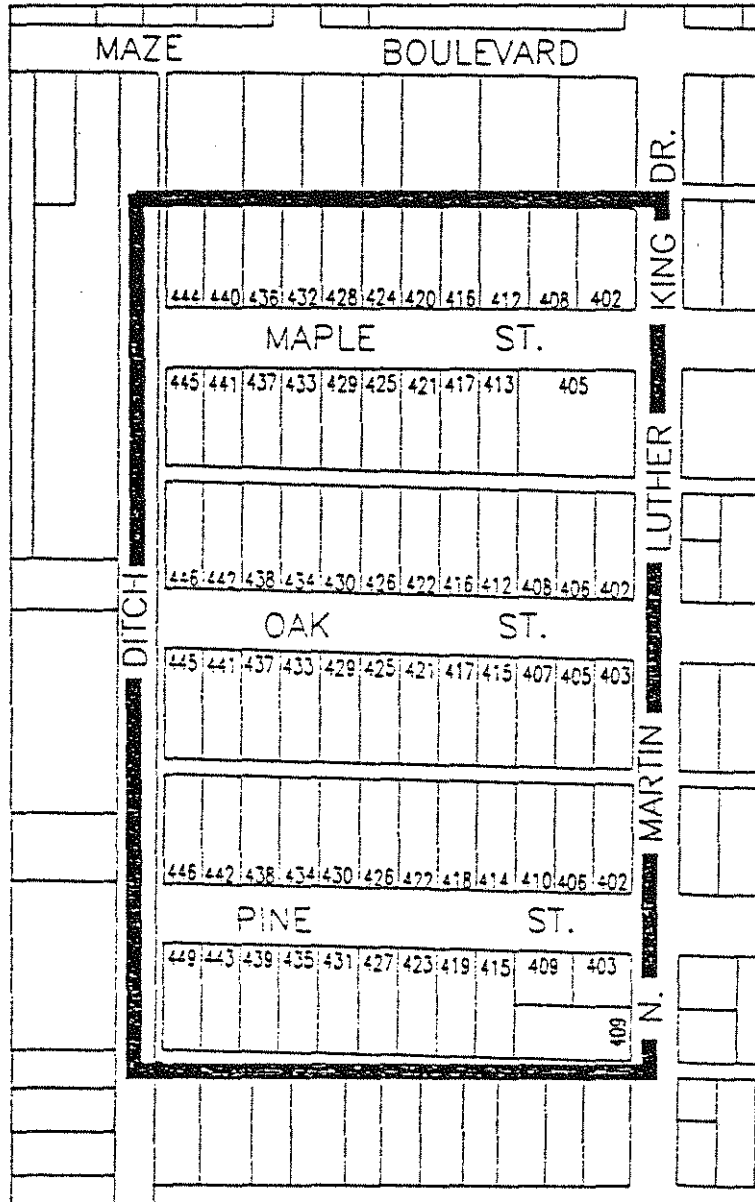 MAZE BOULEVARD
444 440 436 432 428 424 420 416 412 408 402
MAPLE ST.
445 441 437 433 429 425 421 417 413 405
446 442 438 434 430 426 422 416 412 408 406 402
OAK ST.
445 441 437 433 429 425 421 417 415 407 405 403
446 442 438 434 430 426 422 418 414 410 406 402
PINE ST.
449 443 439 435 431 427 423 419 415 409 403
409
DITCH
N. MARTIN LUTHER KING DR.